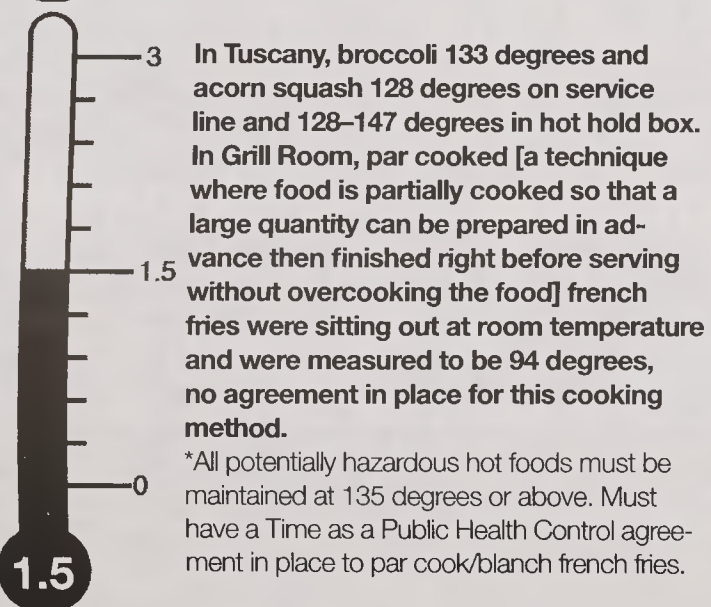 3
In Tuscany, broccoli 133 degrees and
acorn squash 128 degrees on service
line and 128–147 degrees in hot hold box.
In Grill Room, par cooked [a technique
where food is partially cooked so that a
large quantity can be prepared in ad-
vance then finished right before serving
1.5
without overcooking the food] french
fries were sitting out at room temperature
and were measured to be 94 degrees,
no agreement in place for this cooking
method.
*All potentially hazardous hot foods must be
0
maintained at 135 degrees or above. Must
have a Time as a Public Health Control agree-
ment in place to par cook/blanch french fries.
1.5